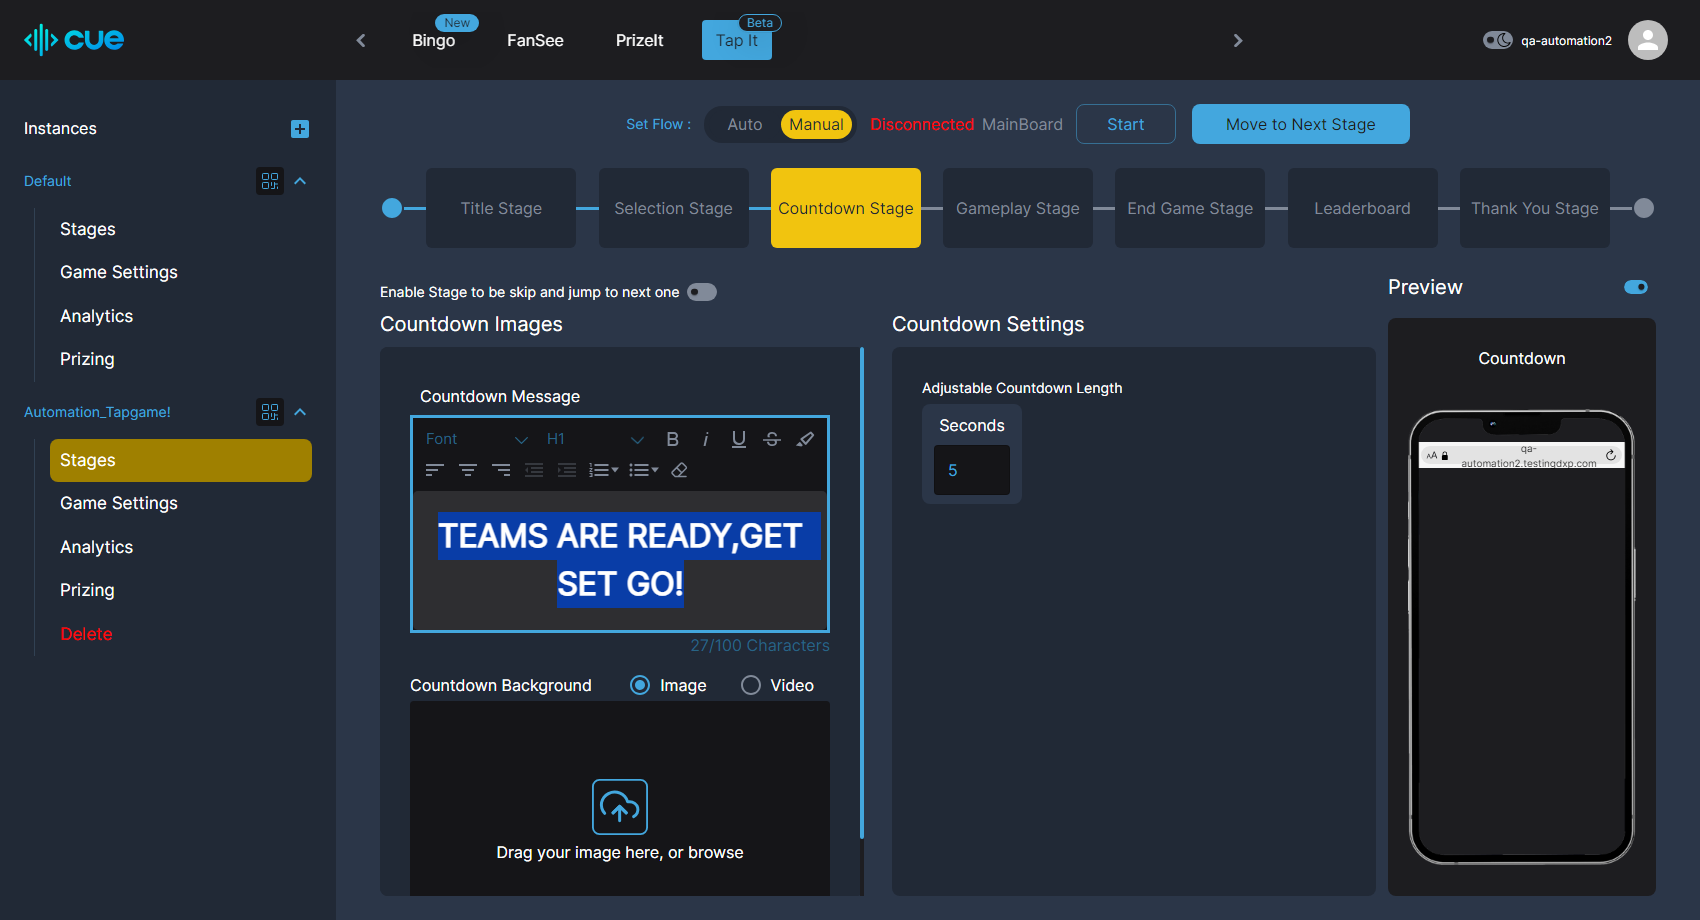 cue
Bingo
New
FanSee
PrizeIt
Tap It
Beta
qa-automation2
Instances
Default
Stages
Game Settings
Analytics
Prizing
Automation_Tapgame!
Stages
Game Settings
Analytics
Prizing
Delete
Set Flow :
Auto
Manual
Disconnected MainBoard
Start
Move to Next Stage
Title Stage
Selection Stage
Countdown Stage
Gameplay Stage
End Game Stage
Leaderboard
Thank You Stage
Enable Stage to be skip and jump to next one
Countdown Images
Countdown Message
Font
H1
B
i
U
S
TEAMS ARE READY,GET
SET GO!
27/100 Characters
Countdown Background
Image
Video
Drag your image here, or browse
Countdown Settings
Adjustable Countdown Length
Seconds
5
Preview
Countdown
AA
qa-
automation2.testingdxp.com